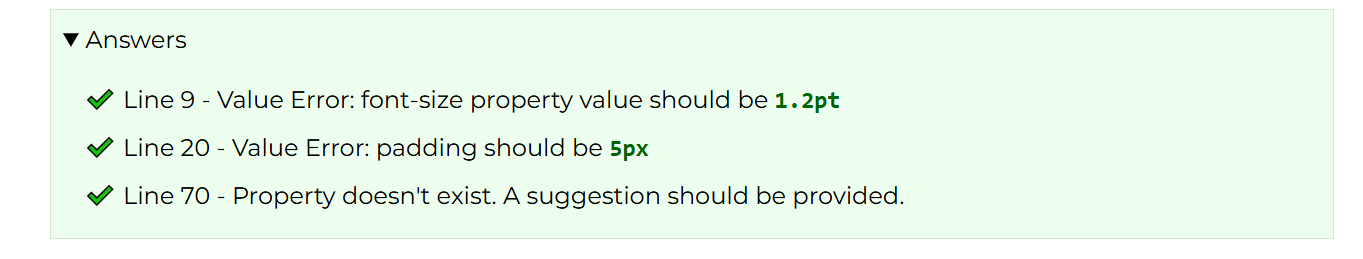 Answers
Line 9 - Value Error: font-size property value should be 1.2pt
Line 20 - Value Error: padding should be 5px
Line 70 - Property doesn't exist. A suggestion should be provided.